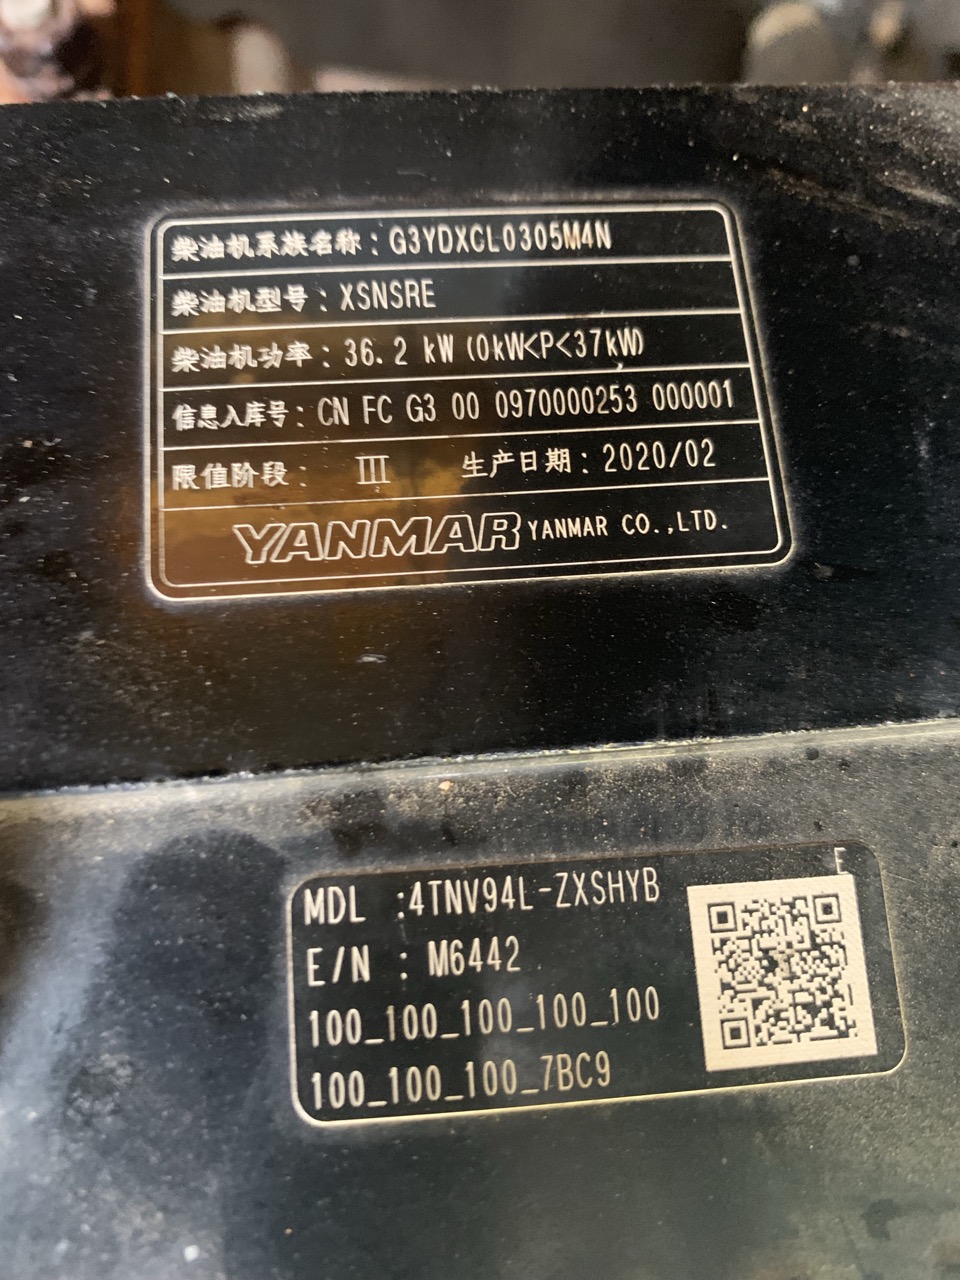 柴油机系族名称：G3YDXCL0305M4N
柴油机型号：XSNSRE
柴油机功率：36.2 kW (0kW<P<37kW)
信息入库号：CN FC G3 00 0970000253 000001
限值阶段： III 生产日期：2020/02
YANMAR YANMAR CO.,LTD.
E
MDL :4TNV94L-ZXSHYB
E/N : M6442
100_100_100_100_100
100_100_100_7BC9